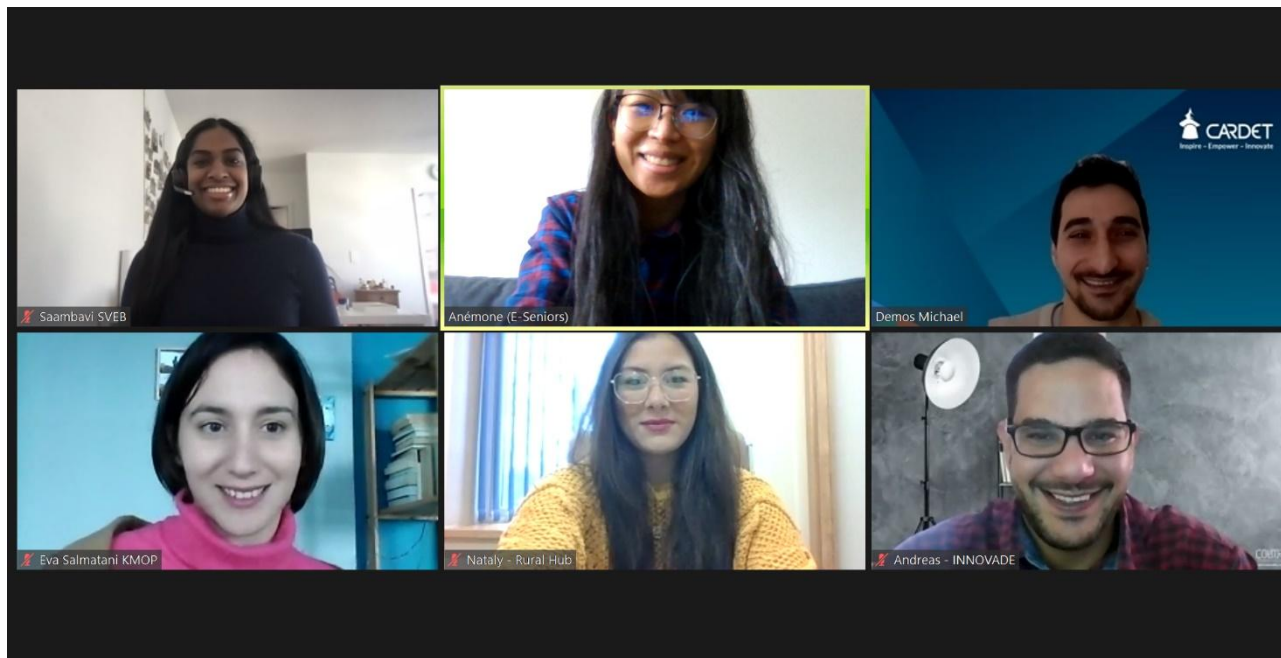 CARDET
Inspire – Empower – Innovate
Saambavi SVEB
Anémone (E-Seniors)
Demos Michael
Eva Salmatani KMOP
Nataly - Rural Hub
Andreas - INNOVADE